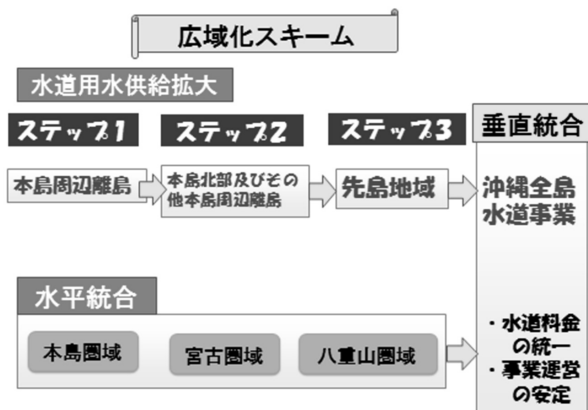 広域化スキーム
水道用水供給拡大
ステップ1
ステップ2
ステップ3
垂直統合
本島周辺離島
本島北部及びその
他本島周辺離島
先島地域
沖縄全島
水道事業
水平統合
本島圏域
宮古圏域
八重山圏域
・水道料金
の統一
・事業運営
の安定